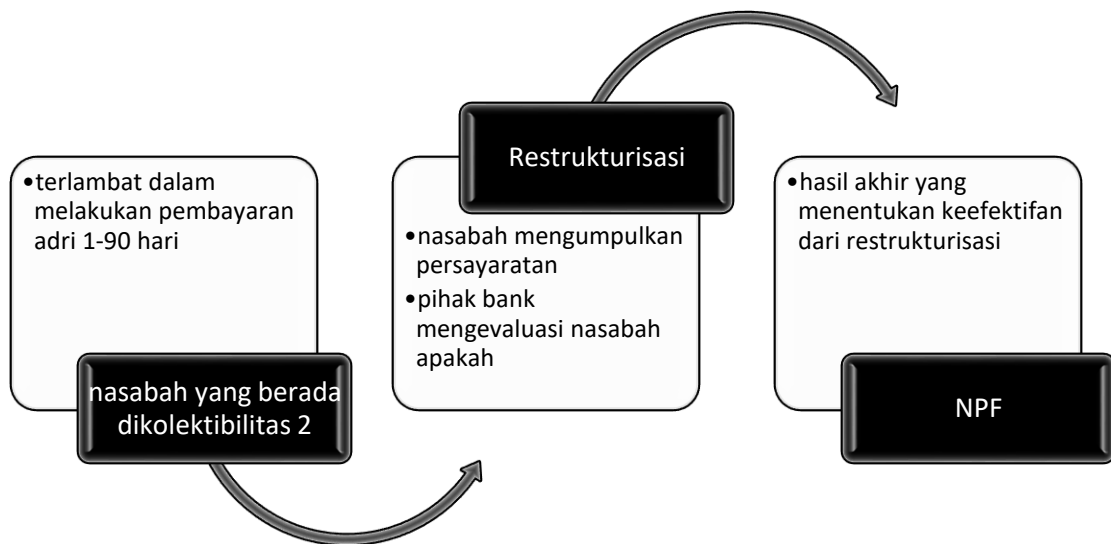 •terlambat dalam
melakukan pembayaran
adri 1-90 hari
nasabah yang berada
dikolektibilitas 2
Restrukturisasi
•nasabah mengumpulkan
persayaratan
•pihak bank
mengevaluasi nasabah
apakah
•hasil akhir yang
menentukan keefektifan
dari restrukturisasi
NPF